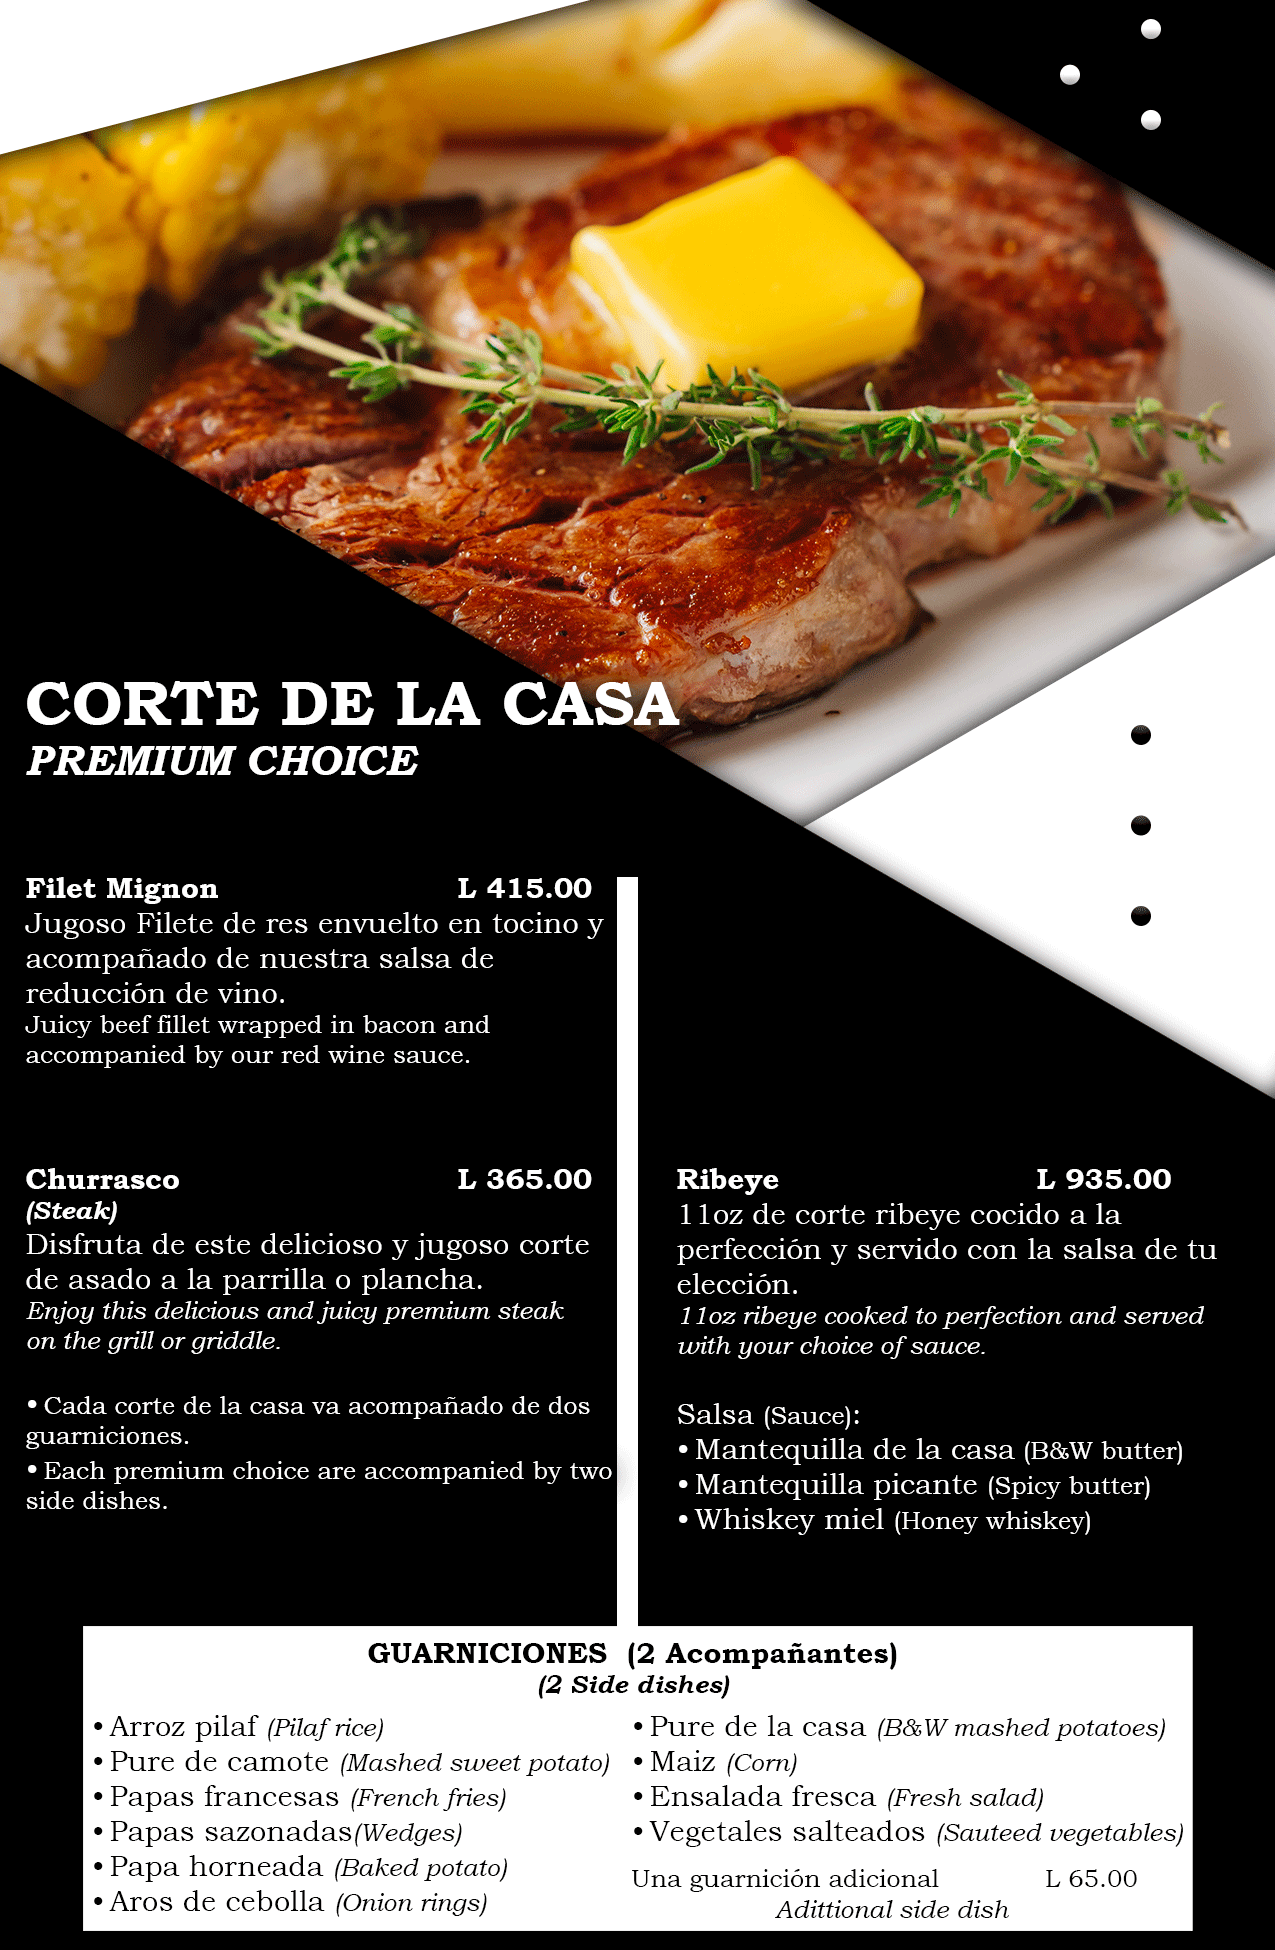 CORTE DE LA CASA
PREMIUM CHOICE
Filet Mignon L 415.00
Jugoso Filete de res envuelto en tocino y
acompañado de nuestra salsa de
reducción de vino.
Juicy beef fillet wrapped in bacon and
accompanied by our red wine sauce.
Churrasco L 365.00
(Steak)
Disfruta de este delicioso y jugoso corte
de asado a la parrilla o plancha.
Enjoy this delicious and juicy premium steak
on the grill or griddle.
• Cada corte de la casa va acompañado de dos
guarniciones.
• Each premium choice are accompanied by two
side dishes.
Ribeye L 935.00
11oz de corte ribeye cocido a la
perfección y servido con la salsa de tu
elección.
11oz ribeye cooked to perfection and served
with your choice of sauce.
Salsa (Sauce):
• Mantequilla de la casa (B&W butter)
• Mantequilla picante (Spicy butter)
• Whiskey miel (Honey whiskey)
GUARNICIONES (2 Acompañantes)
(2 Side dishes)
• Arroz pilaf (Pilaf rice)
• Pure de camote (Mashed sweet potato)
• Papas francesas (French fries)
• Papas sazonadas(Wedges)
• Papa horneada (Baked potato)
• Aros de cebolla (Onion rings)
• Pure de la casa (B&W mashed potatoes)
• Maiz (Corn)
• Ensalada fresca (Fresh salad)
• Vegetales salteados (Sauteed vegetables)
Una guarnición adicional L 65.00
Adittional side dish